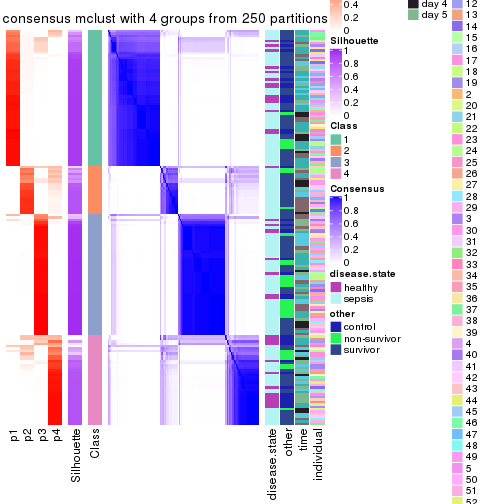 consensus mclust with 4 groups from 250 partitions
0.4
0.2
0
Silhouette
1
0.8
0.6
0.4
0.2
0
Class
1
2
3
4
Consensus
1
0.8
0.6
0.4
0.2
0
disease.state
healthy
sepsis
other
control
non-survivor
survivor
day 4
day 5
12
13
14
15
16
17
18
19
2
20
21
22
23
24
25
26
27
28
29
3
30
31
32
33
34
35
36
37
38
39
4
40
41
42
43
44
45
46
47
48
49
5
50
51
52
p1
p2
p3
p4
Silhouette
Class
disease.state
other
time
individual